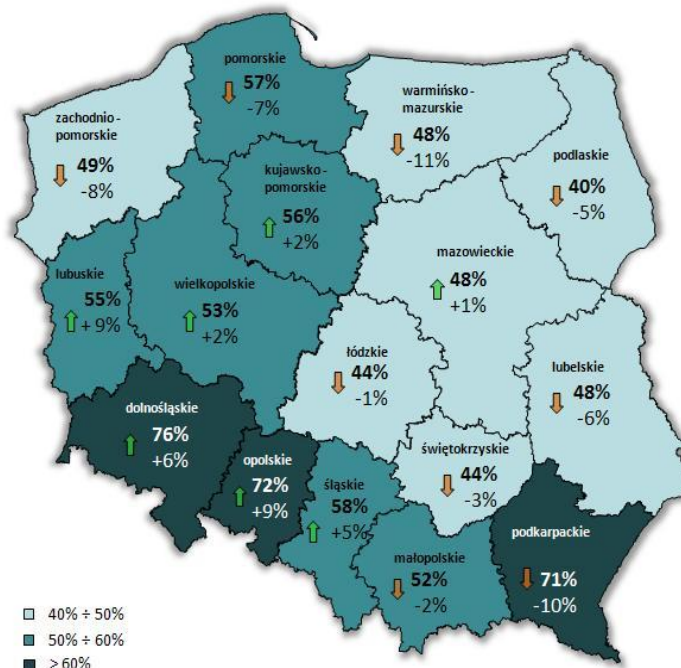 pomorskie
57%
-7%
warmińsko-
mazurskie
48%
-11%
zachodnio-
pomorskie
49%
-8%
podlaskie
40%
-5%
kujawsko-
pomorskie
56%
+2%
mazowieckie
48%
+1%
lubuskie
55%
+ 9%
wielkopolskie
53%
+2%
łódzkie
44%
-1%
lubelskie
48%
-6%
dolnośląskie
76%
+6%
opolskie
72%
+9%
śląskie
58%
+5%
świętokrzyskie
44%
-3%
małopolskie
52%
-2%
podkarpackie
71%
-10%
40% ÷ 50%
50% ÷ 60%
> 60%